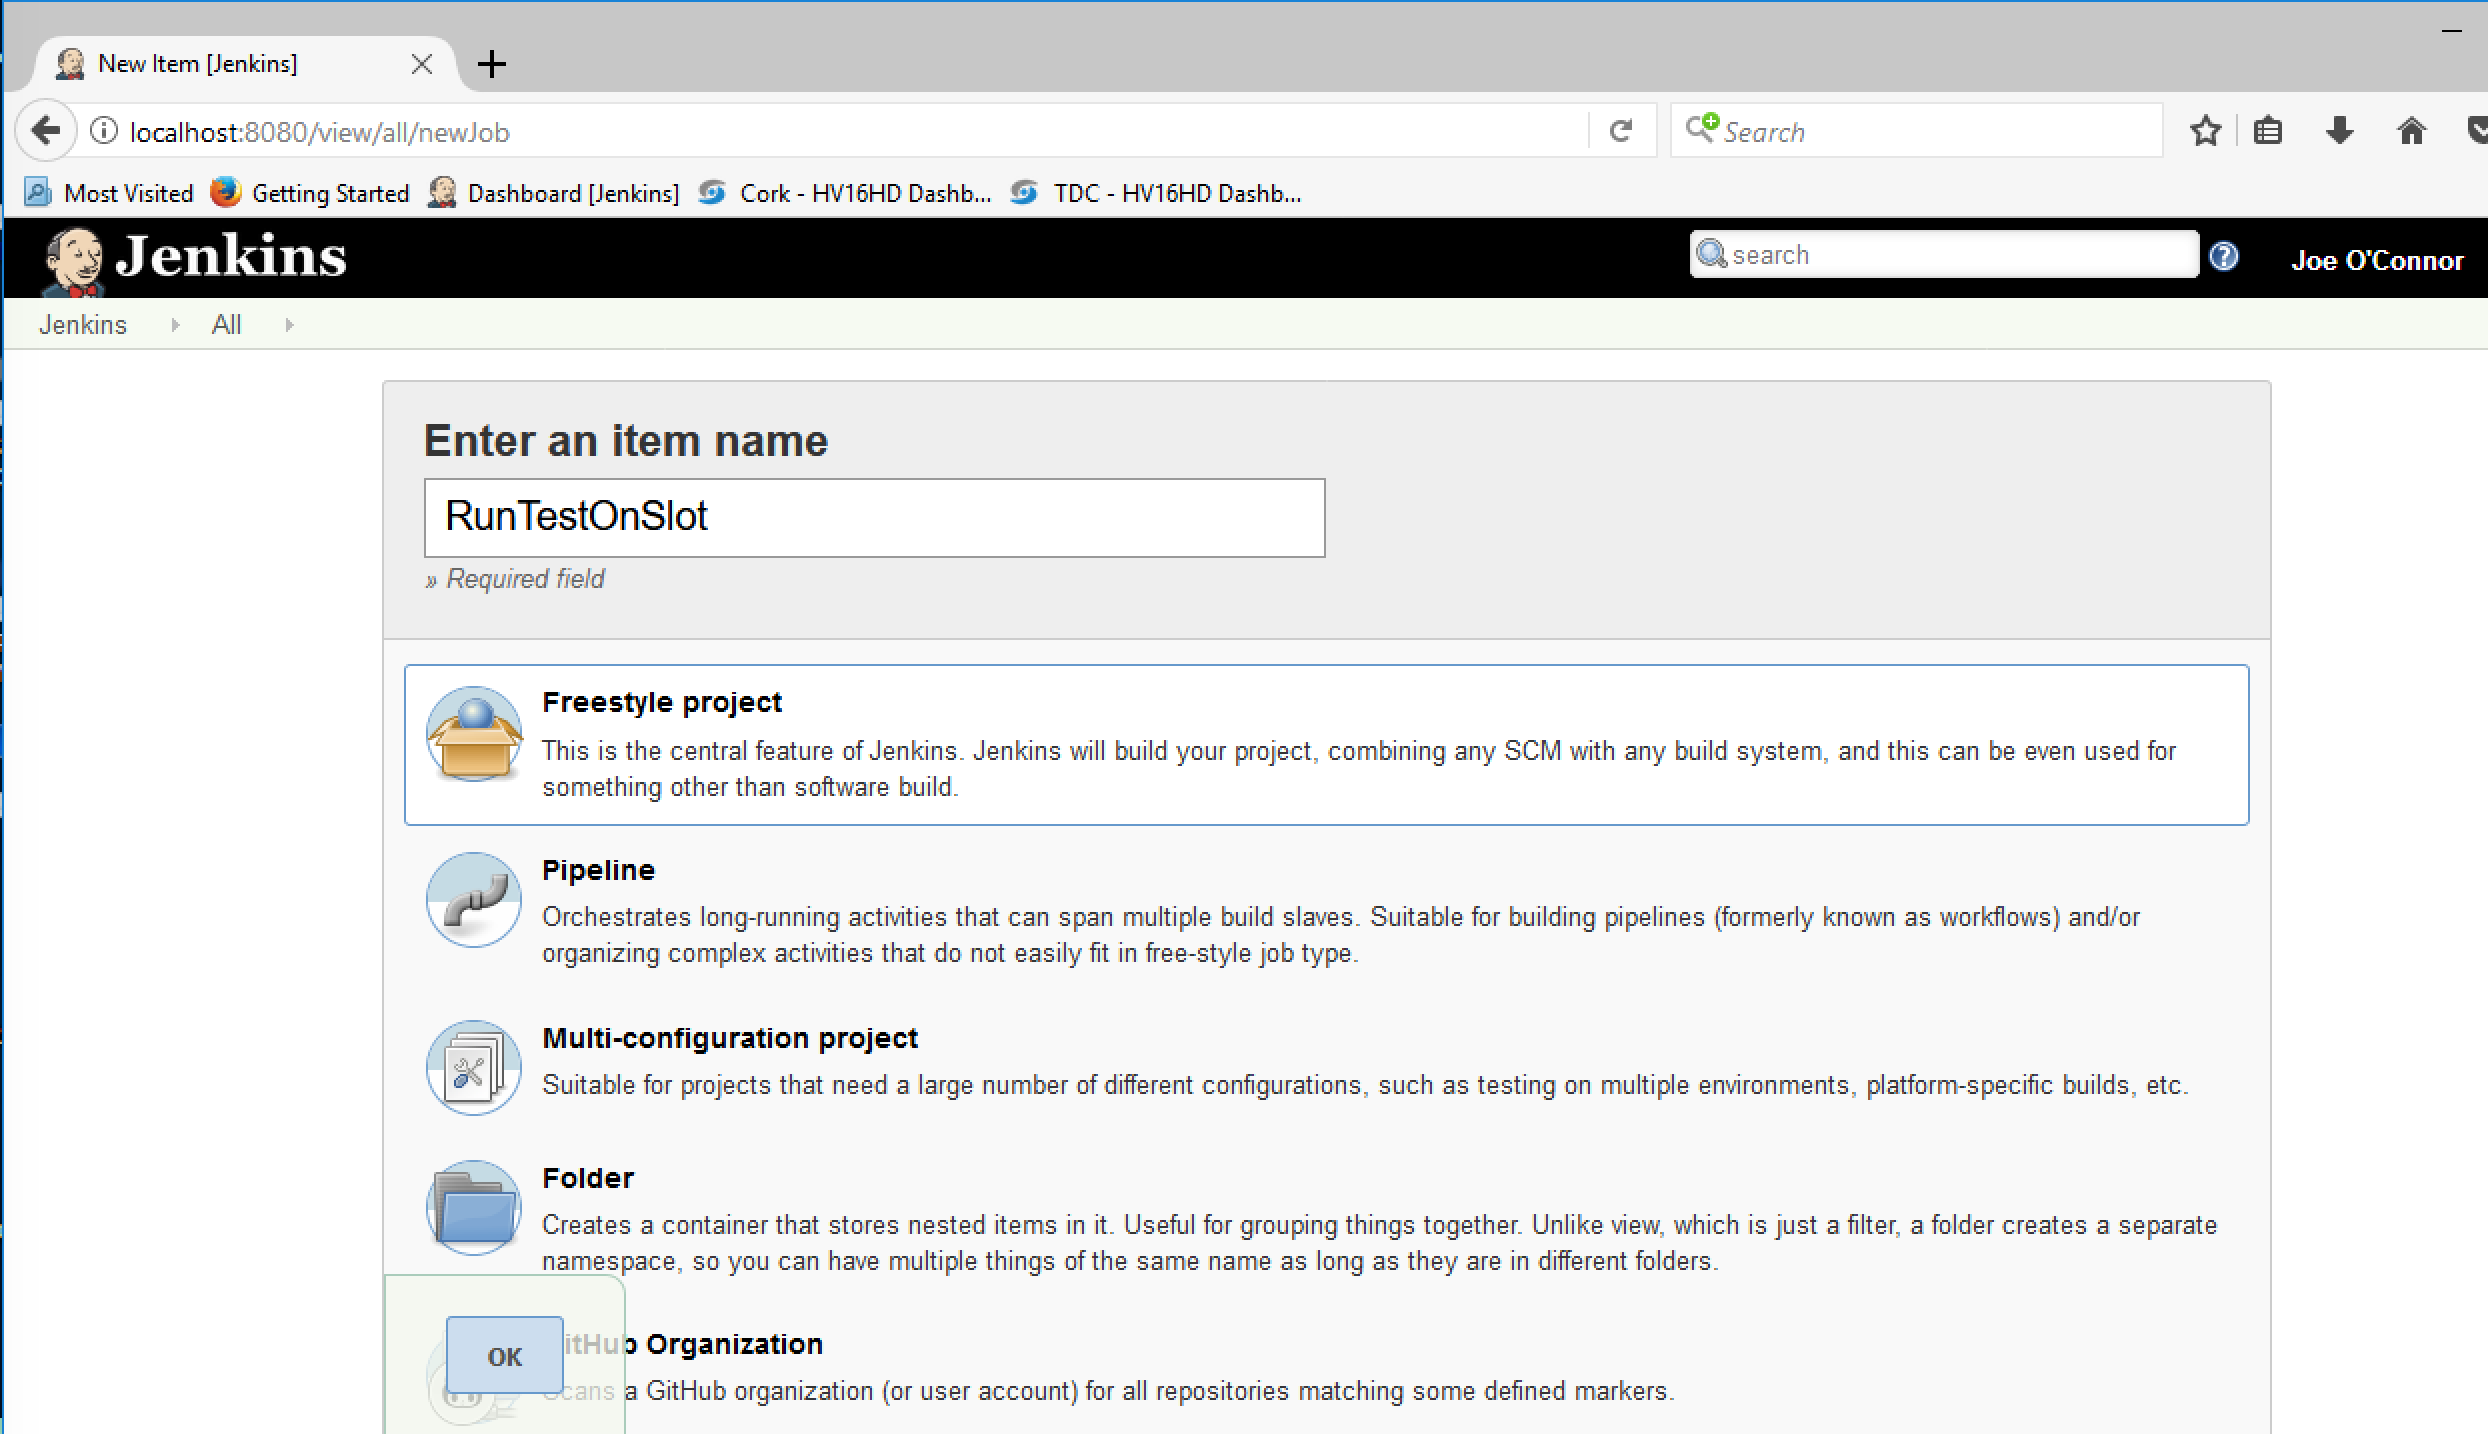 New Item [Jenkins]
localhost:8080/view/all/newJob
Search
Most Visited
Getting Started
Dashboard [Jenkins]
Cork - HV16HD Dashb...
TDC - HV16HD Dashb...
Jenkins
search
Joe O'Connor
Jenkins
All
Enter an item name
RunTestOnSlot
» Required field
Freestyle project
This is the central feature of Jenkins. Jenkins will build your project, combining any SCM with any build system, and this can be even used for
something other than software build.
Pipeline
Orchestrates long-running activities that can span multiple build slaves. Suitable for building pipelines (formerly known as workflows) and/or
organizing complex activities that do not easily fit in free-style job type.
Multi-configuration project
Suitable for projects that need a large number of different configurations, such as testing on multiple environments, platform-specific builds, etc.
Folder
Creates a container that stores nested items in it. Useful for grouping things together. Unlike view, which is just a filter, a folder creates a separate
namespace, so you can have multiple things of the same name as long as they are in different folders.
OK
itHub Organization
Scans a GitHub organization (or user account) for all repositories matching some defined markers.